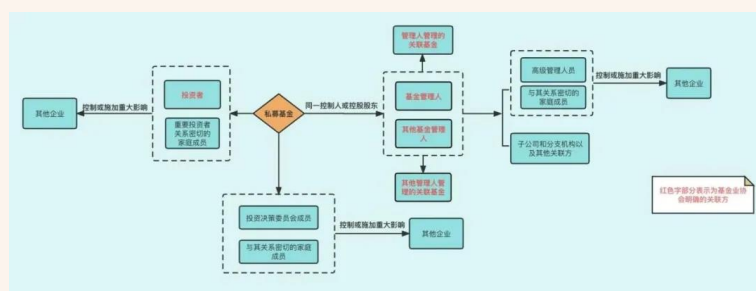 管理人管理的
关联基金
高级管理人员
与其关系密切的
家庭成员
控制或施加重大影响
其他企业
控制或施加重大影响
其他企业
投资者
重要投资者
关系密切的
家庭成员
私募基金
同一控制人或控股股东
基金管理人
其他基金管理
人
子公司和分支机构以
及其他关联方
其他管理人管
理的关联基金
红色字部分表示为基金业协
会明确的关联方
投资决策委员会成员
与其关系密切的家庭
成员
控制或施加重大影响
其他企业